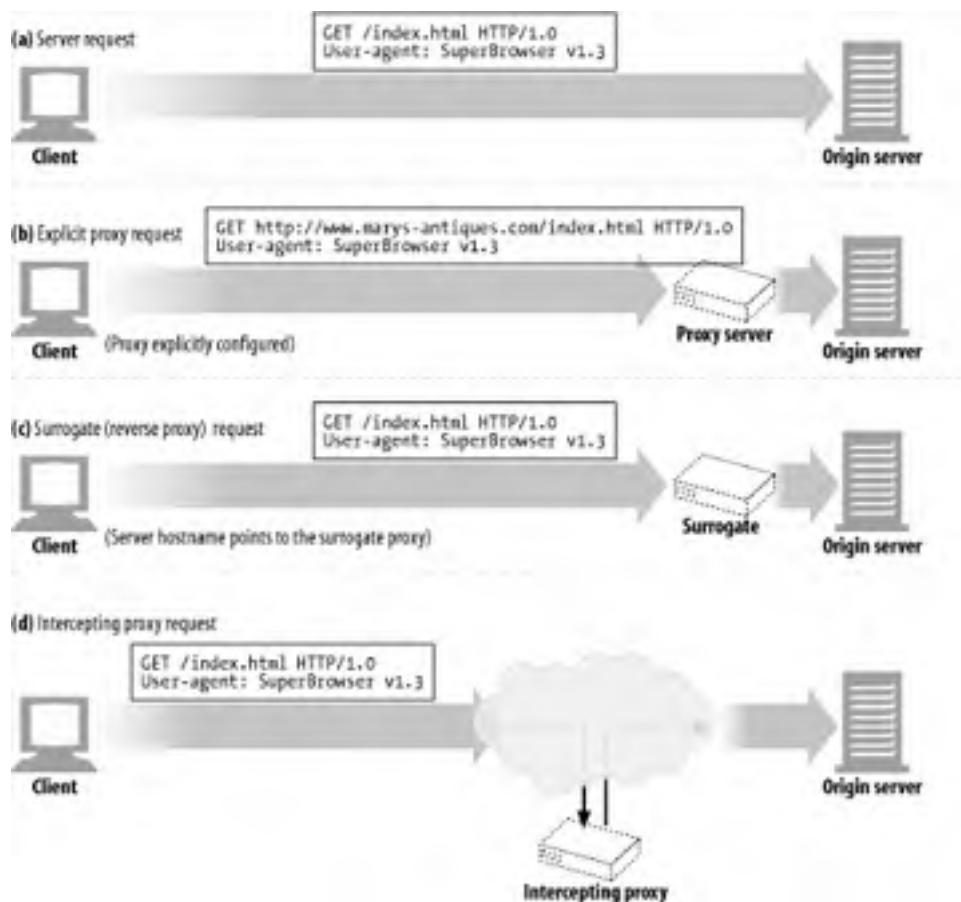 (a) Server request
GET /index.html HTTP/1.0
User-agent: SuperBrowser v1.3
Client
Origin server
(b) Explicit proxy request
GET http://www.marys-antiques.com/index.html HTTP/1.0
User-agent: SuperBrowser v1.3
Client
(Proxy explicitly configured)
Proxy server
Origin server
(c) Surrogate (reverse proxy) request
GET /index.html HTTP/1.0
User-agent: SuperBrowser v1.3
Client
(Server hostname points to the surrogate proxy)
Surrogate
Origin server
(d) Intercepting proxy request
GET /index.html HTTP/1.0
User-agent: SuperBrowser v1.3
Client
Origin server
Intercepting proxy